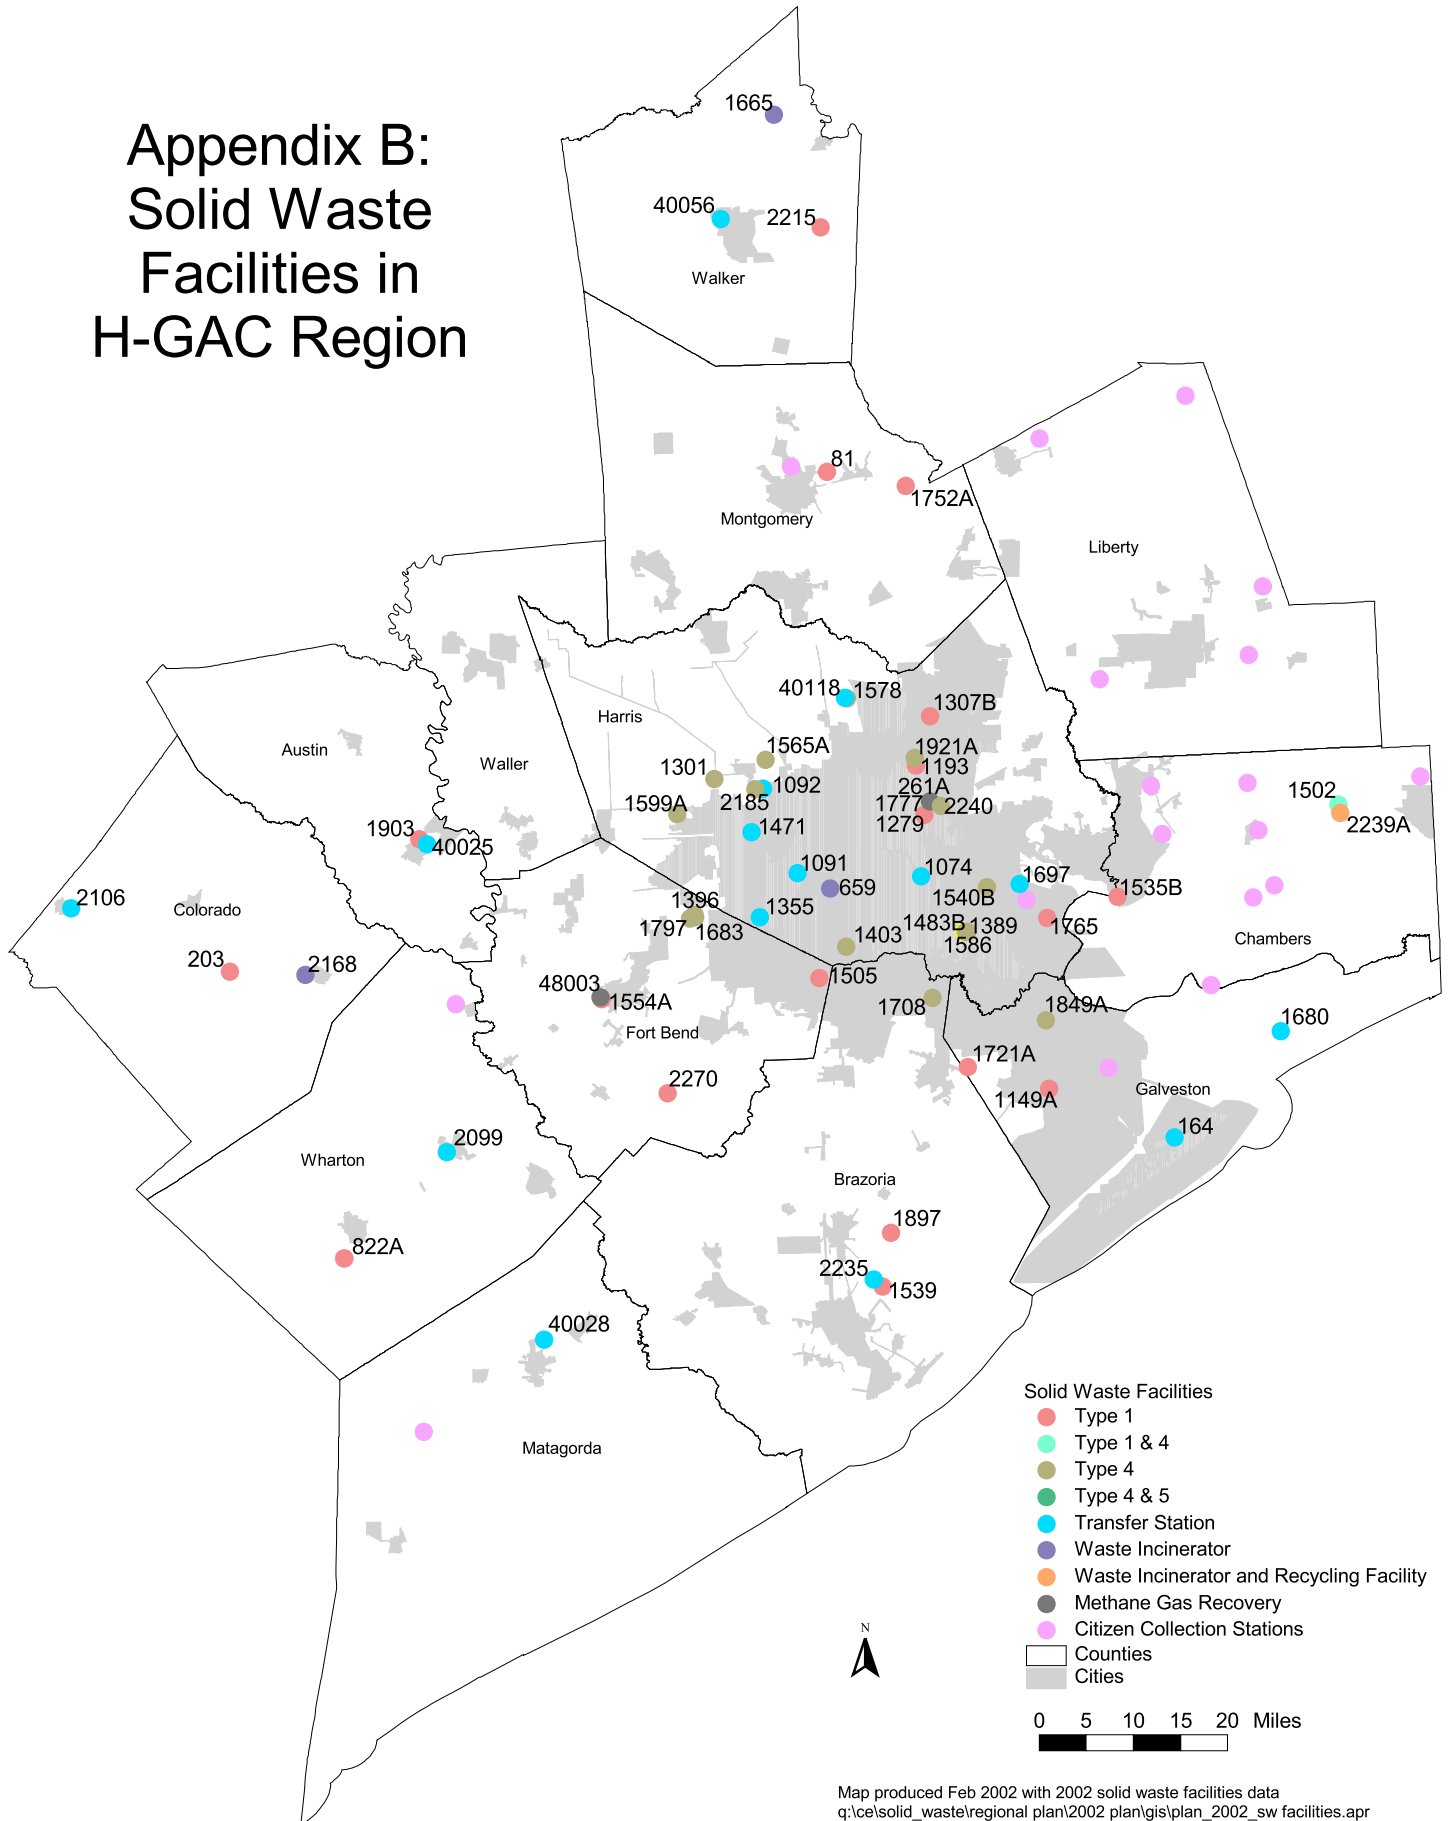 Appendix B:
Solid Waste
Facilities in
H-GAC Region
1665
40056
2215
Walker
81
1752A
Montgomery
Liberty
40118
1578
1307B
Harris
1565A
1921A
1193
Austin
Waller
1301
1092
261A
1599A
2185
1777
2240
1279
1502
2239A
1903
40025
1471
1091
1074
1697
659
1540B
1535B
2106
Colorado
1396
1797
1683
1355
1403
1483B
1389
1586
1765
Chambers
203
2168
48003
1554A
1505
1708
1849A
Fort Bend
1680
1721A
2270
1149A
Galveston
164
2099
Wharton
Brazoria
1897
822A
2235
1539
40028
Matagorda
Solid Waste Facilities
Type 1
Type 1 & 4
Type 4
Type 4 & 5
Transfer Station
Waste Incinerator
Waste Incinerator and Recycling Facility
Methane Gas Recovery
Citizen Collection Stations
Counties
Cities
N
0 5 10 15 20 Miles
Map produced Feb 2002 with 2002 solid waste facilities data
q:\ce\solid_waste\regional plan\2002 plan\gis\plan_2002_sw facilities.apr